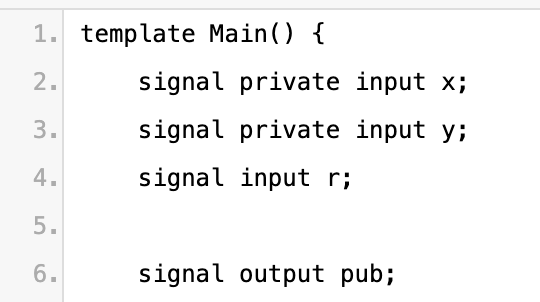 1. template Main() {
2.     signal private input x;
3.     signal private input y;
4.     signal input r;
5.
6.     signal output pub;